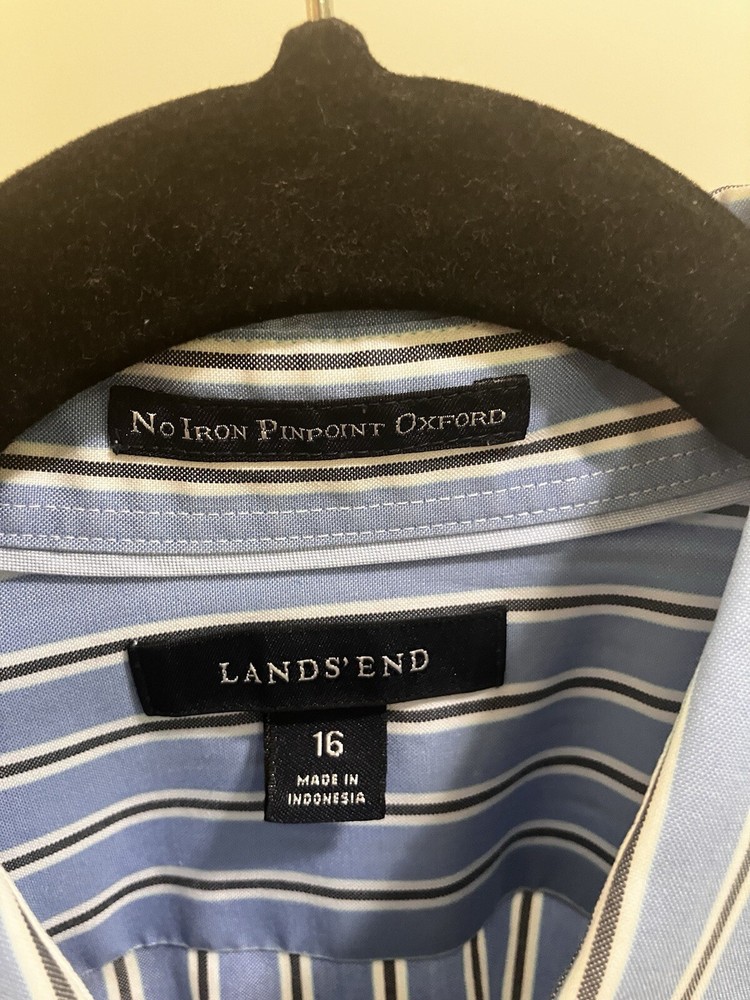 No Iron Pinpoint Oxford
LANDS' END
16
MADE IN
INDONESIA